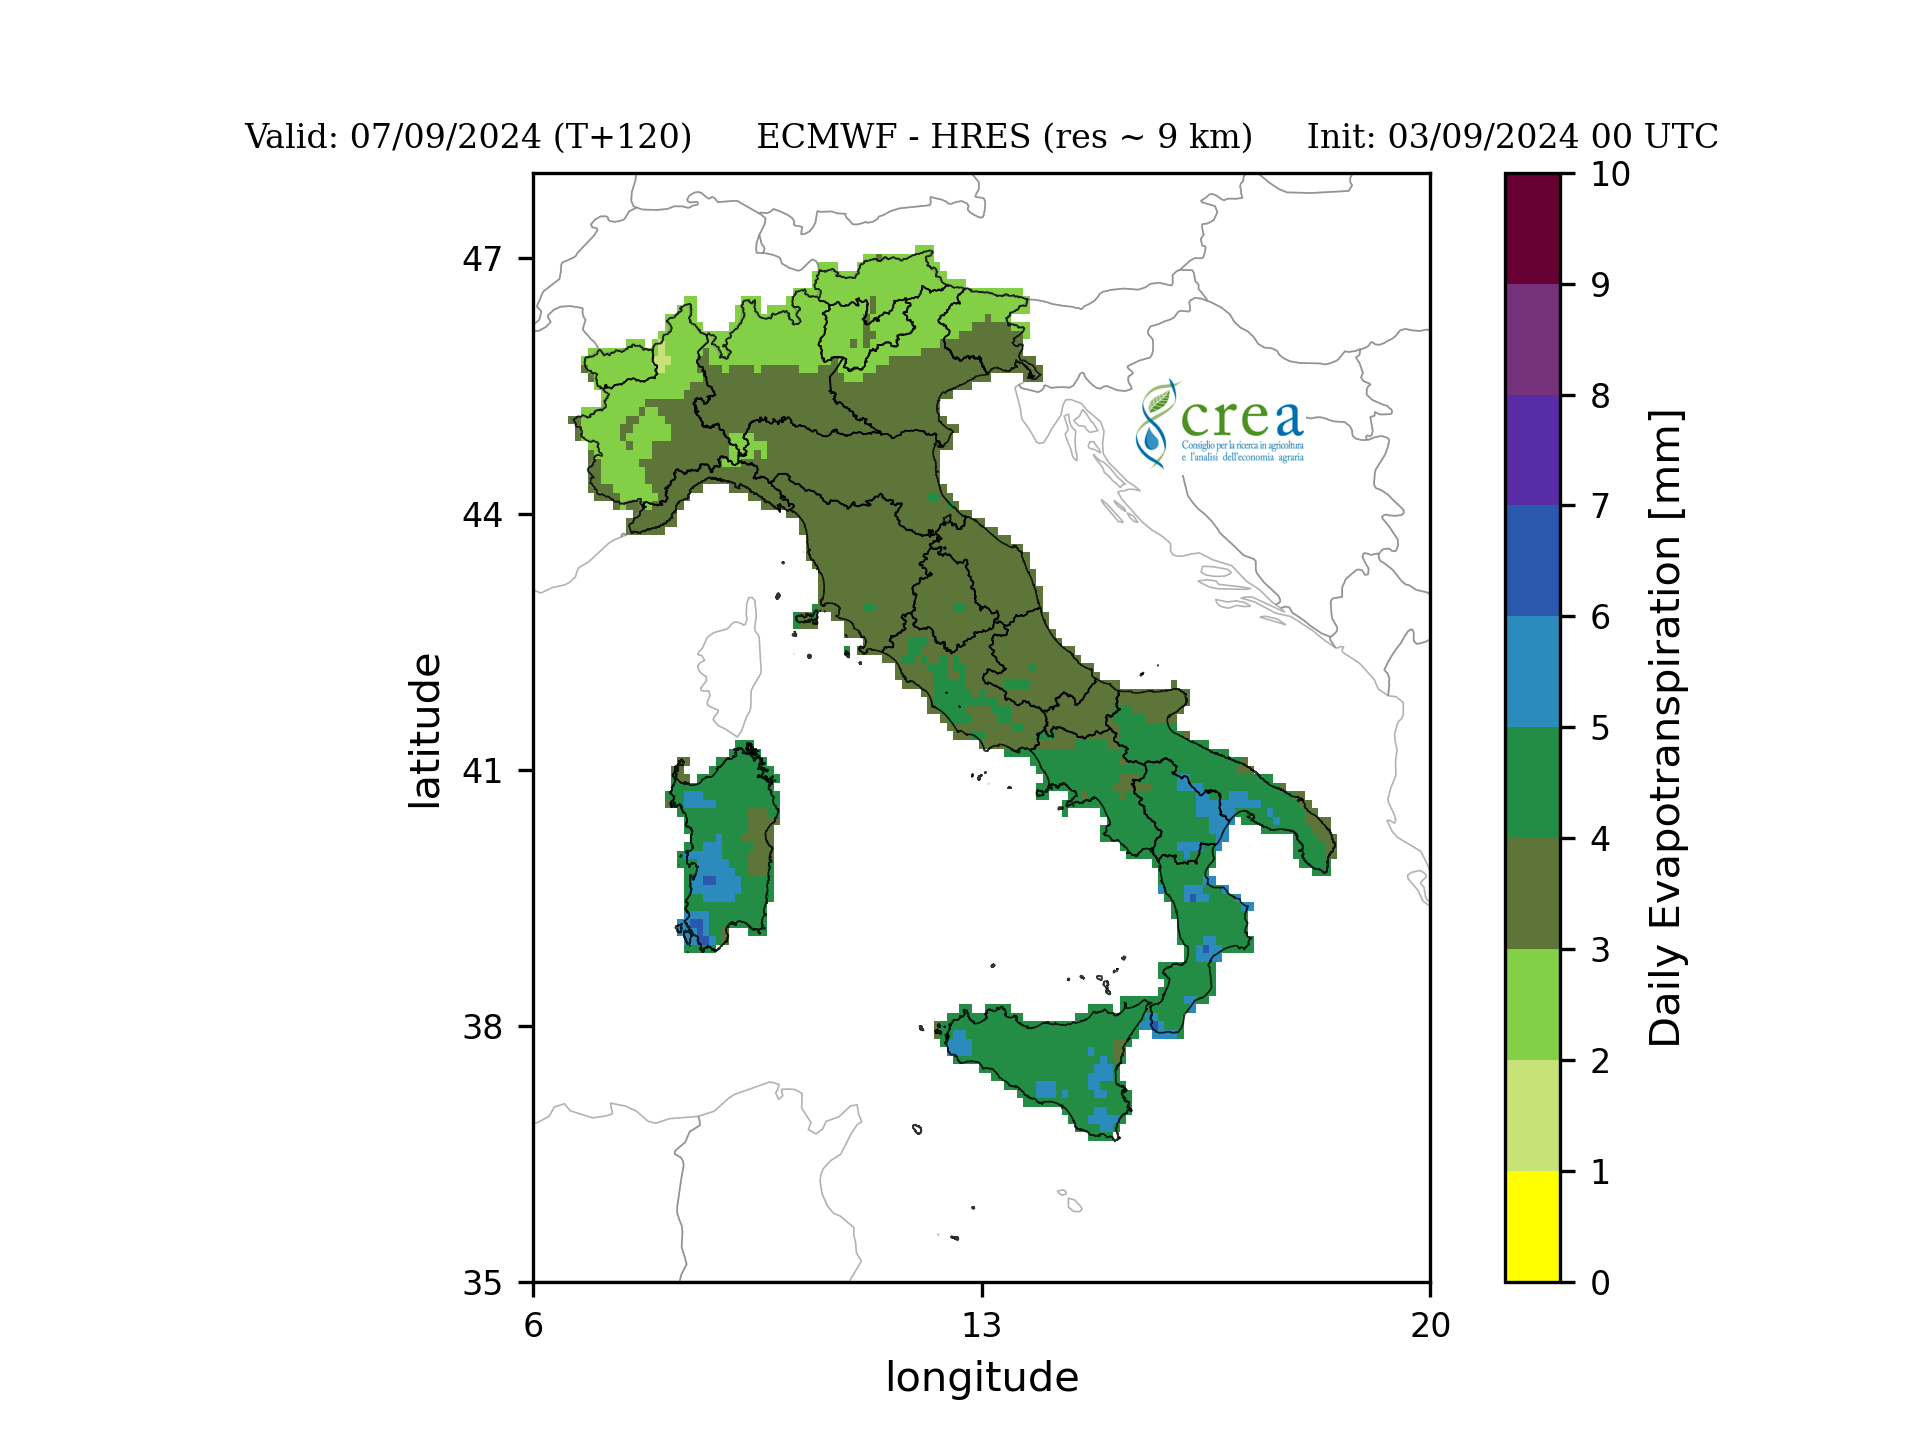 Valid: 07/09/2024 (T+120) ECMWF - HRES (res ~ 9 km) Init: 03/09/2024 00 UTC
47
44
41
38
35
latitude
6 13 20
longitude
crea
Consiglio per la ricerca in agricoltura
e l'analisi dell'economia agraria
10
9
8
7
6
5
4
3
2
1
0
Daily Evapotranspiration [mm]